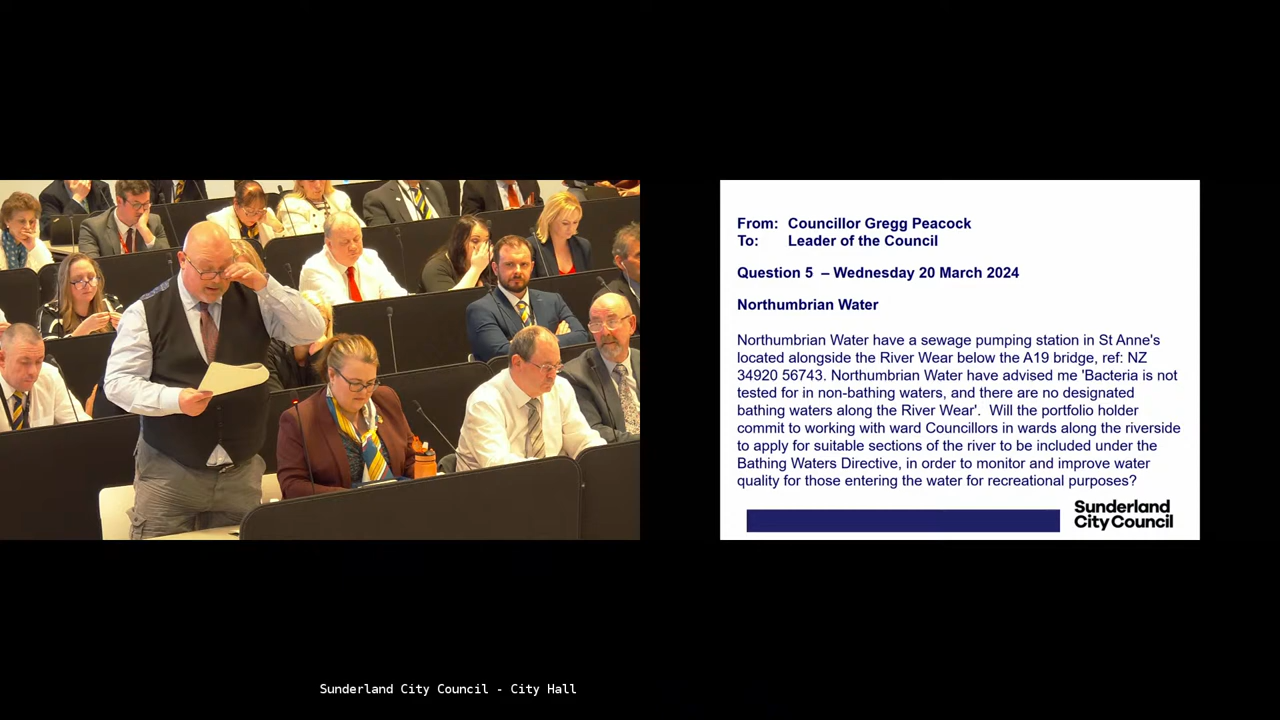 From: Councillor Gregg Peacock
To: Leader of the Council
Question 5 – Wednesday 20 March 2024
Northumbrian Water
Northumbrian Water have a sewage pumping station in St Anne's
located alongside the River Wear below the A19 bridge, ref: NZ
34920 56743. Northumbrian Water have advised me 'Bacteria is not
tested for in non-bathing waters, and there are no designated
bathing waters along the River Wear'. Will the portfolio holder
commit to working with ward Councillors in wards along the riverside
to apply for suitable sections of the river to be included under the
Bathing Waters Directive, in order to monitor and improve water
quality for those entering the water for recreational purposes?
Sunderland
City Council
Sunderland City Council - City Hall